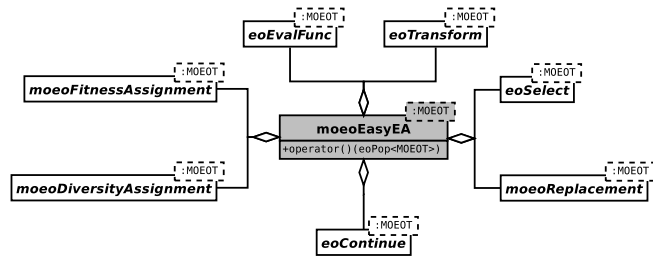 :MOEOT
eoEvalFunc
:MOEOT
eoTransform
:MOEOT
moeoFitnessAssignment
:MOEOT
eoSelect
:MOEOT
moeoEasyEA
+operator()(eoPop<MOEOT>)
:MOEOT
moeoDiversityAssignment
:MOEOT
moeoReplacement
:MOEOT
eoContinue